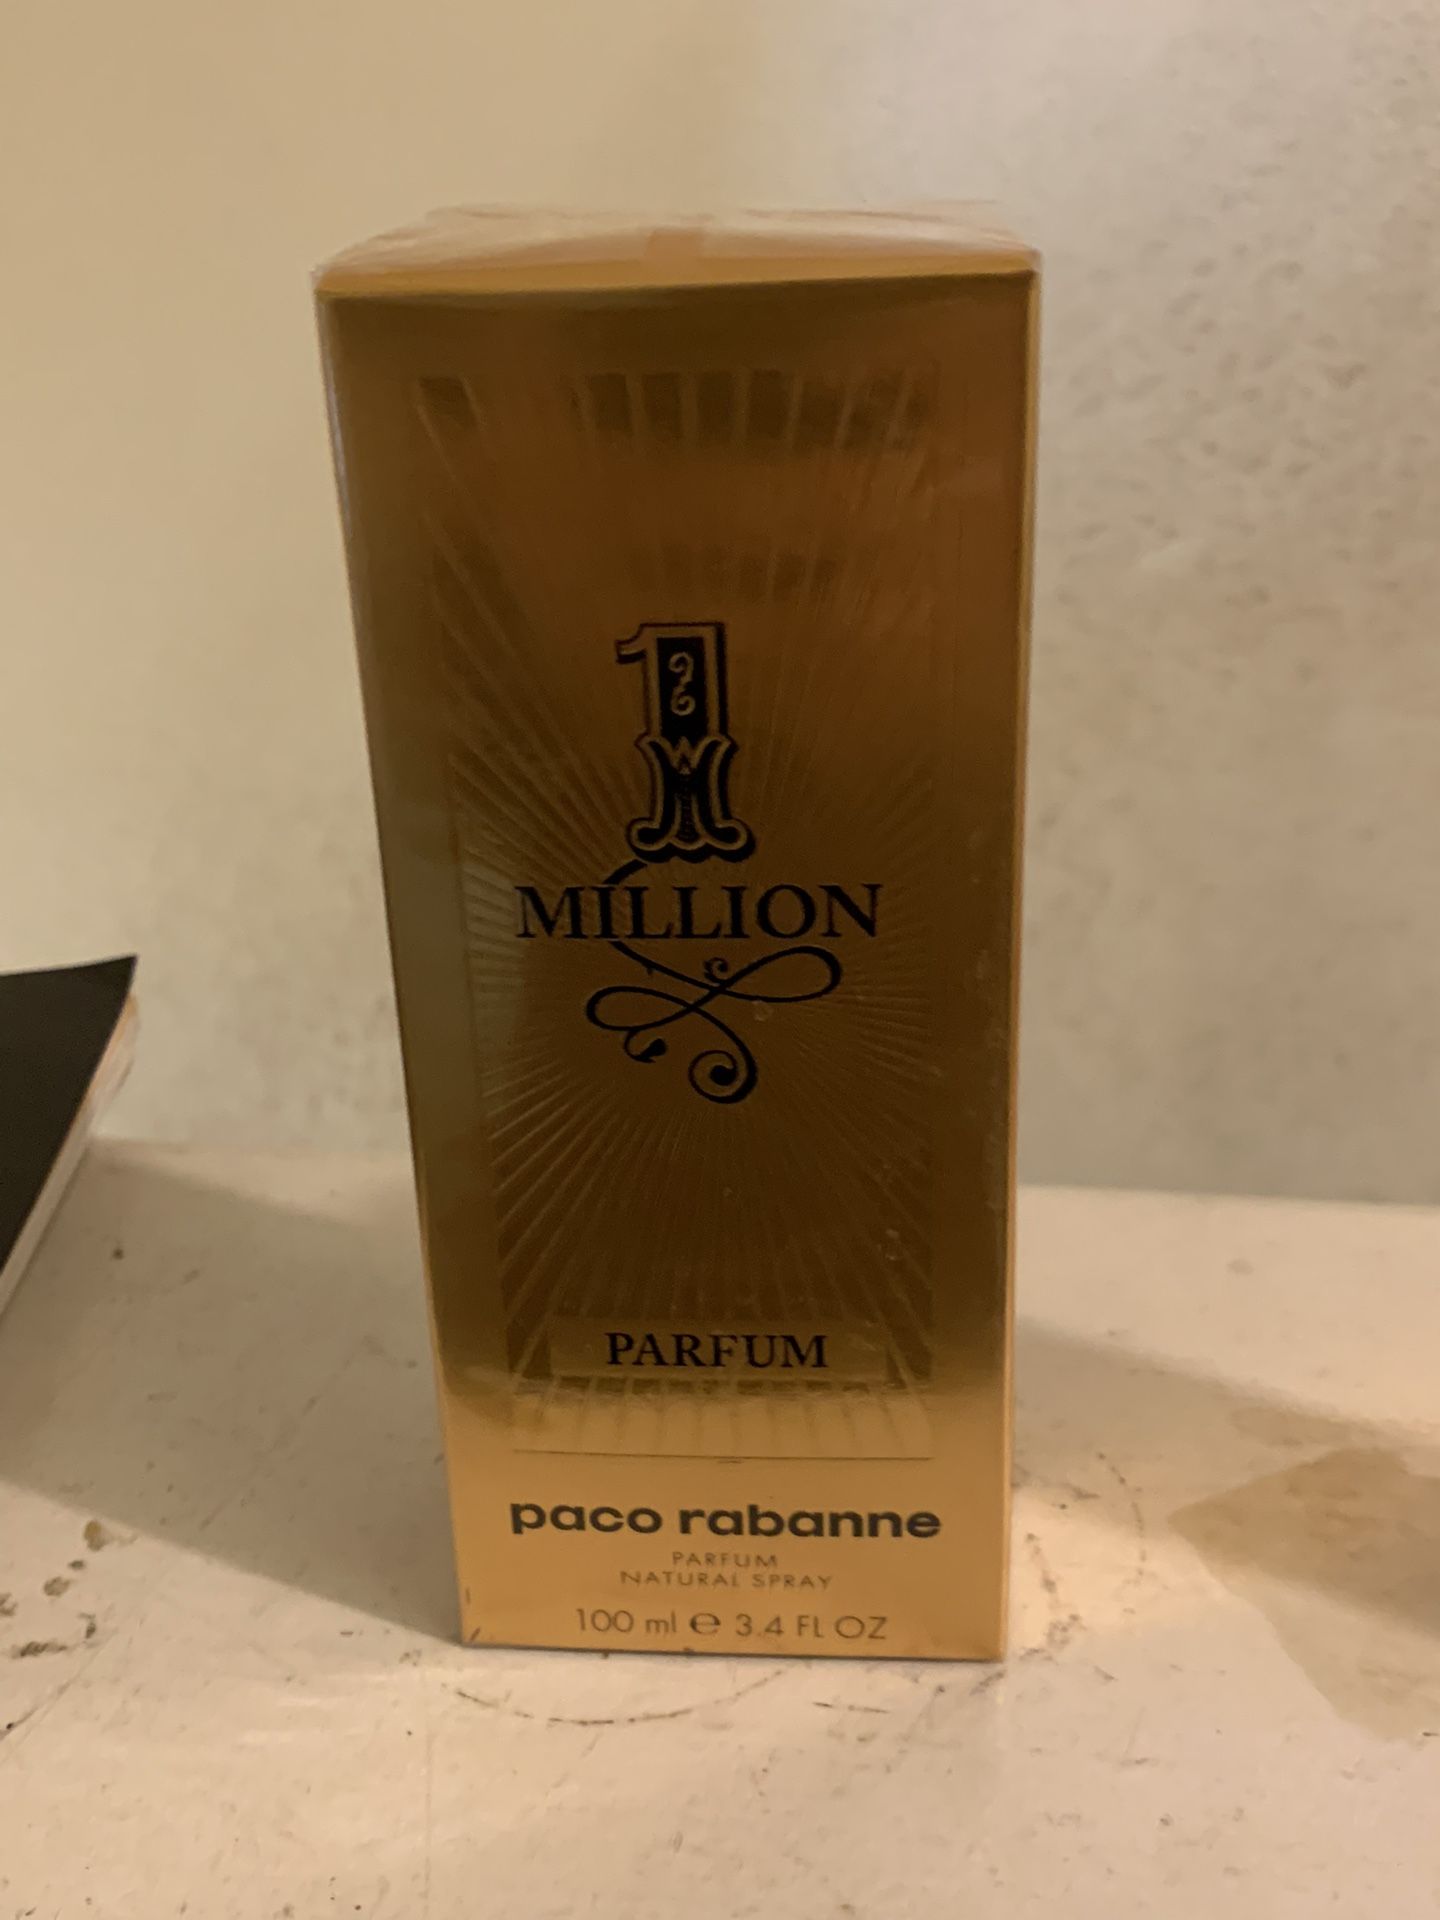 1
MILLION
PARFUM
paco rabanne
PARFUM
NATURAL SPRAY
100 ml ℮ 3.4 FL OZ